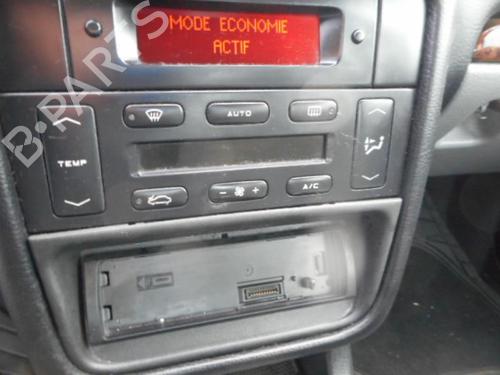 MODE ECONOMIE
ACTIF
AUTO
TEMP
- +
A/C
B-PARTS